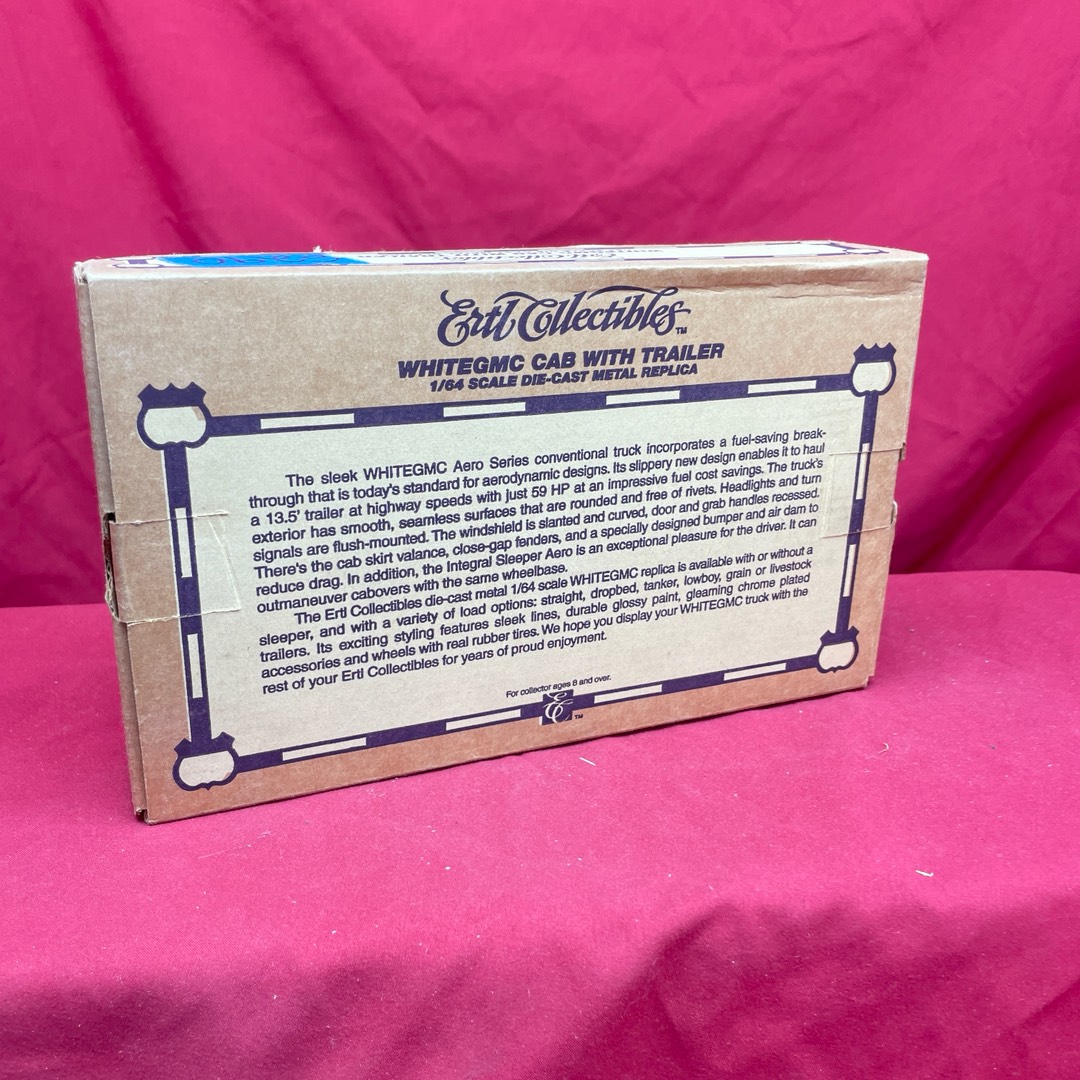 Ertl Collectibles™
WHITEGMC CAB WITH TRAILER
1/64 SCALE DIE-CAST METAL REPLICA
The sleek WHITEGMC Aero Series conventional truck incorporates a fuel-saving break-
through that is today's standard for aerodynamic designs. Its slippery new design enables it to haul
a 13.5' trailer at highway speeds with just 59 HP at an impressive fuel cost savings. The truck's
exterior has smooth, seamless surfaces that are rounded and free of rivets. Headlights and turn
signals are flush-mounted. The windshield is slanted and curved, door and grab handles recessed.
There's the cab skirt valance, close-gap fenders, and a specially designed bumper and air dam to
reduce drag. In addition, the Integral Sleeper Aero is an exceptional pleasure for the driver. It can
outmaneuver cabovers with the same wheelbase.
The Ertl Collectibles die-cast metal 1/64 scale WHITEGMC replica is available with or without a
sleeper, and with a variety of load options: straight, dropbed, tanker, lowboy, grain or livestock
trailers. Its exciting styling features sleek lines, durable glossy paint, gleaming chrome plated
accessories and wheels with real rubber tires. We hope you display your WHITEGMC truck with the
rest of your Ertl Collectibles for years of proud enjoyment.
For collector ages 8 and over.
E™